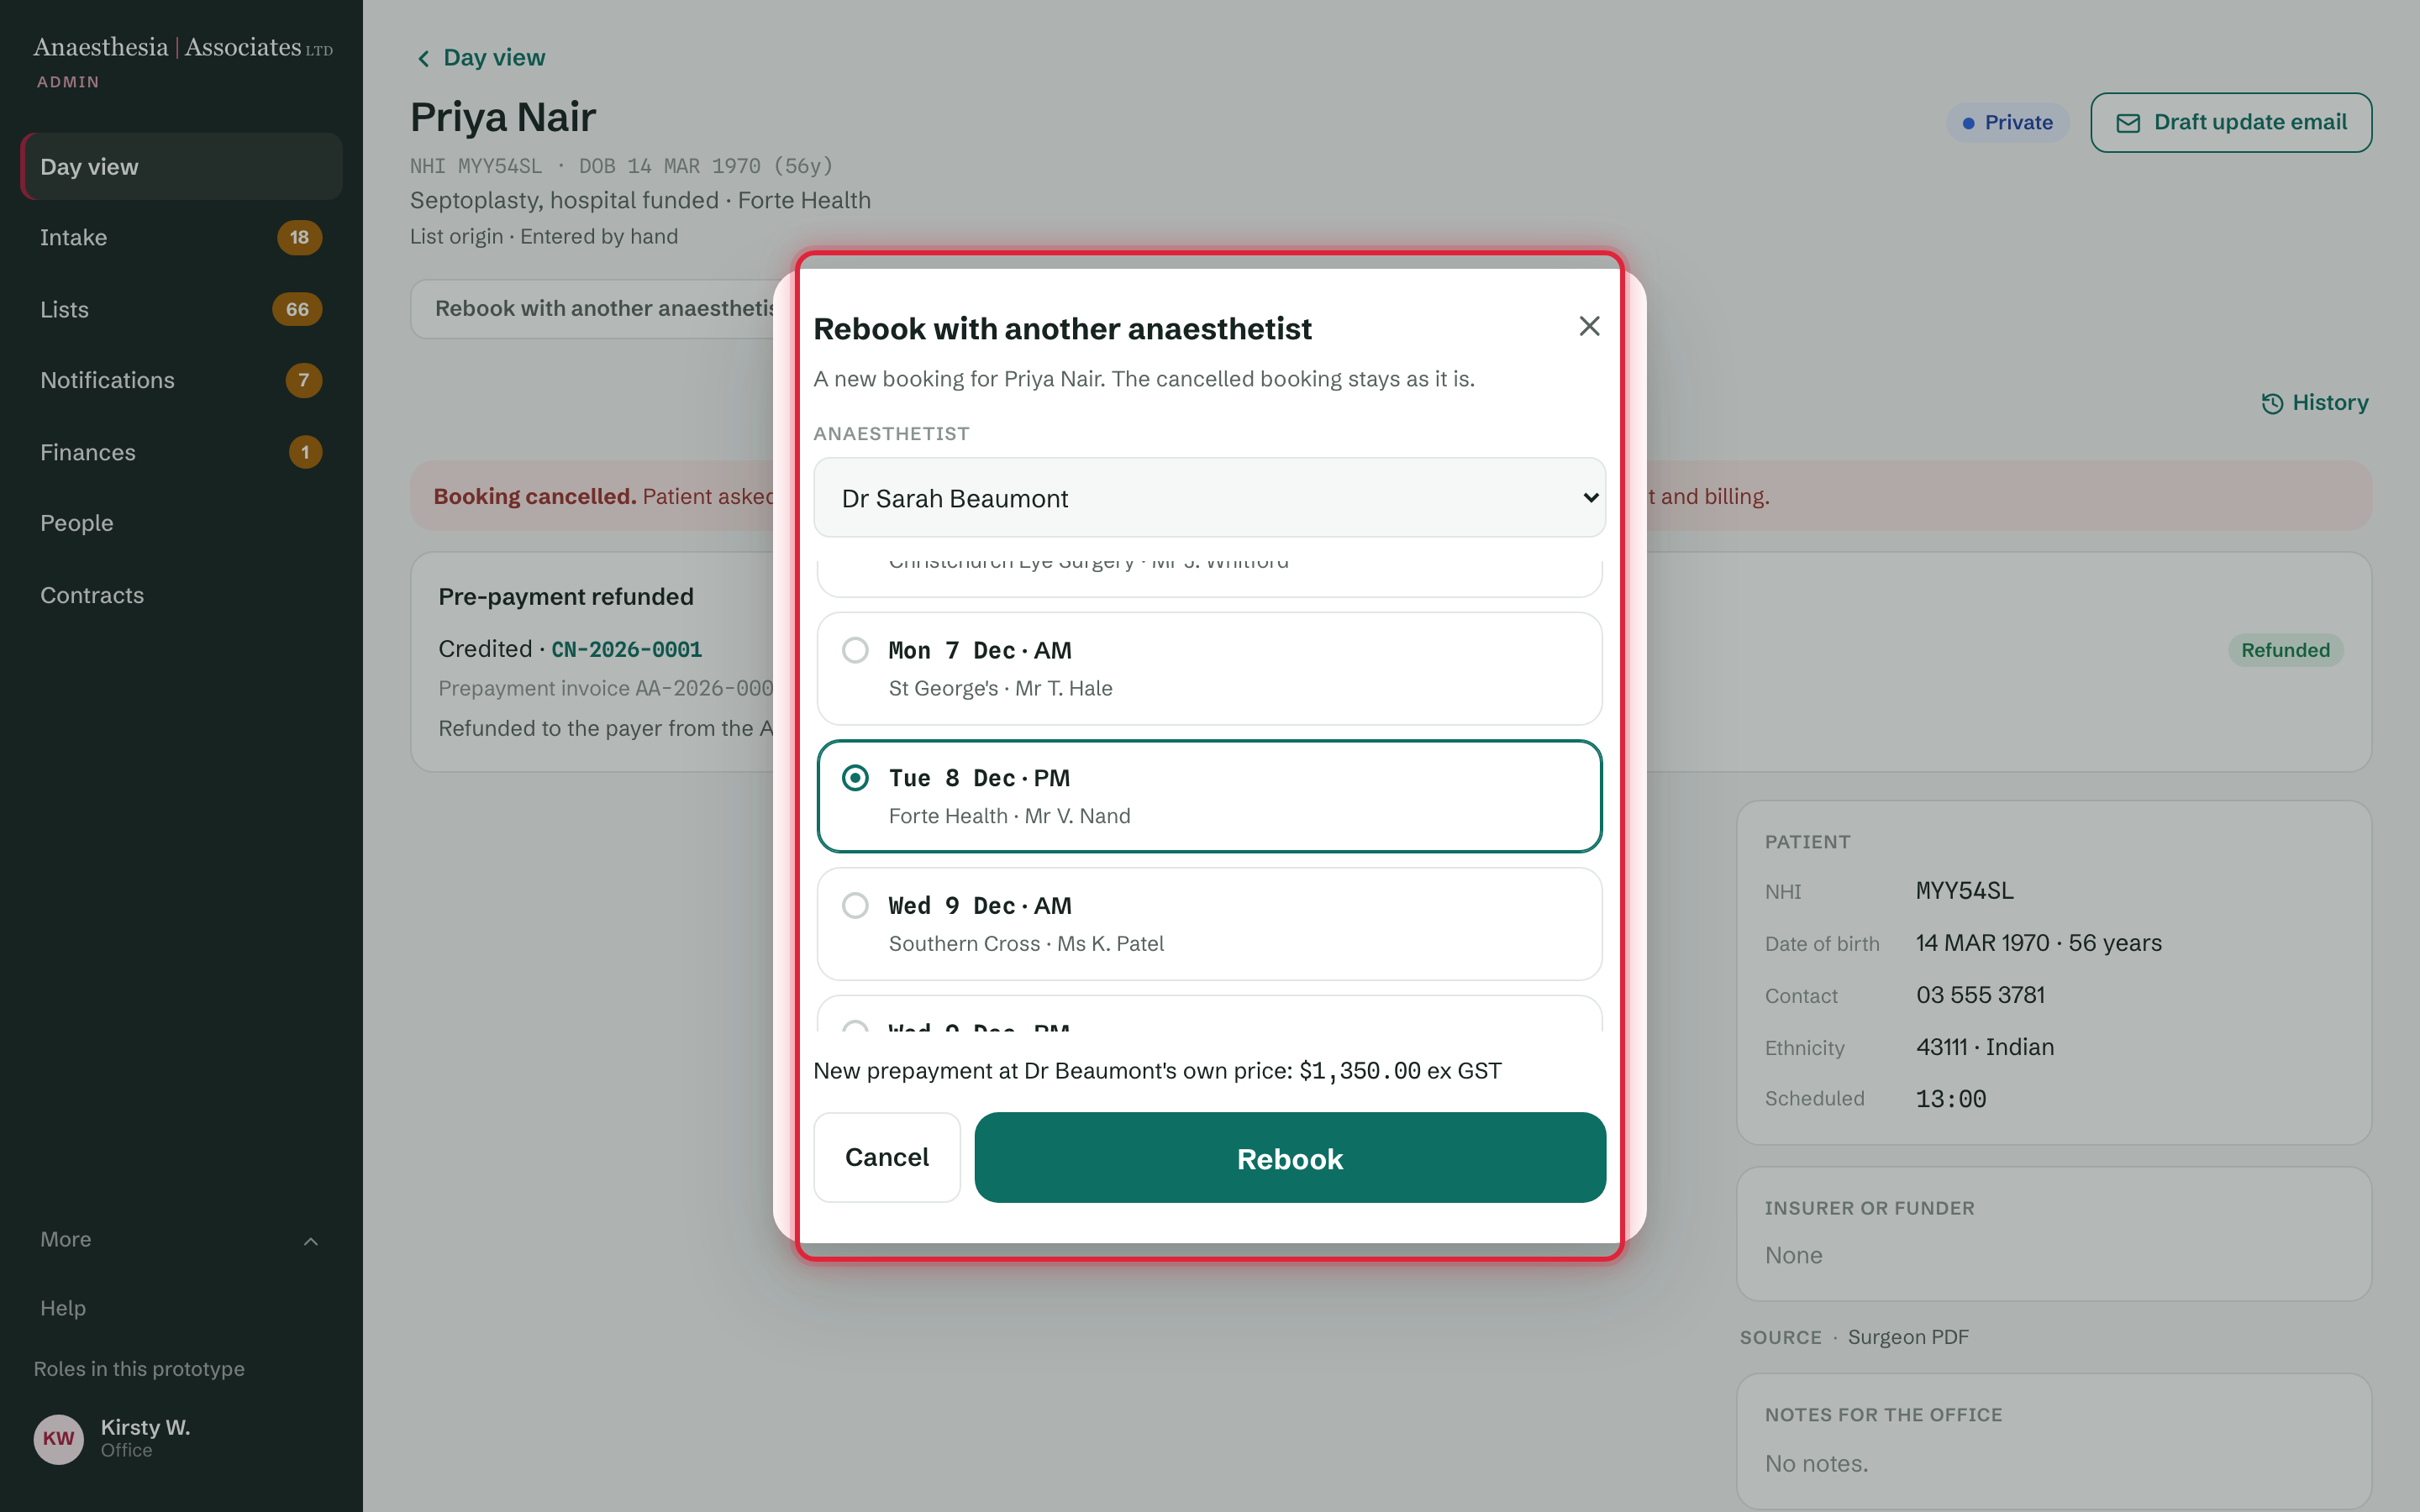 Anaesthesia | Associates LTD
ADMIN
Day view
Intake 18
Lists 66
Notifications 7
Finances 1
People
Contracts
More
Help
Roles in this prototype
KW
Kirsty W.
Office
Day view
Priya Nair
NHI MYY54SL · DOB 14 MAR 1970 (56y)
Septoplasty, hospital funded · Forte Health
List origin · Entered by hand
Private
Draft update email
Rebook with another anaesthetis
History
Booking cancelled. Patient asked
t and billing.
Pre-payment refunded
Credited · CN-2026-0001
Prepayment invoice AA-2026-000
Refunded to the payer from the A
Refunded
Rebook with another anaesthetist
A new booking for Priya Nair. The cancelled booking stays as it is.
ANAESTHETIST
Dr Sarah Beaumont
Christchurch Eye Surgery · Mr J. Whitford
Mon 7 Dec · AM
St George's · Mr T. Hale
Tue 8 Dec · PM
Forte Health · Mr V. Nand
Wed 9 Dec · AM
Southern Cross · Ms K. Patel
Wed 9 Dec PM
New prepayment at Dr Beaumont's own price: $1,350.00 ex GST
Cancel
Rebook
PATIENT
NHI MYY54SL
Date of birth 14 MAR 1970 · 56 years
Contact 03 555 3781
Ethnicity 43111 · Indian
Scheduled 13:00
INSURER OR FUNDER
None
SOURCE · Surgeon PDF
NOTES FOR THE OFFICE
No notes.